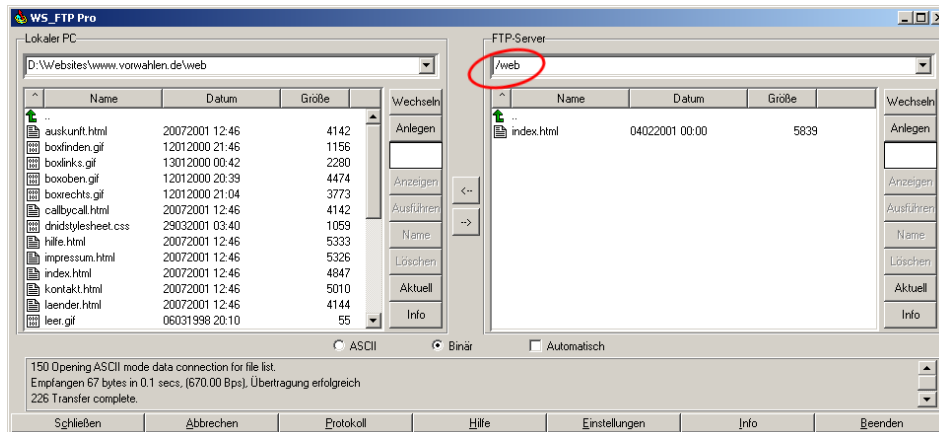 WS_FTP Pro
Lokaler PC
D:\Websites\www.vorwahlen.de\web
^ Name Datum Größe
..
auskunft.html 20072001 12:46 4142
boxfinden.gif 12012000 21:46 1156
boxlinks.gif 13012000 00:42 2280
boxoben.gif 12012000 20:39 4474
boxrechts.gif 12012000 21:04 3773
callbycall.html 20072001 12:46 4142
dnidstylesheet.css 29032001 03:40 1059
hilfe.html 20072001 12:46 5333
impressum.html 20072001 12:46 5326
index.html 20072001 12:46 4847
kontakt.html 20072001 12:46 5010
laender.html 20072001 12:46 4144
leer.gif 06031998 20:10 55
Wechseln
Anlegen
Anzeigen
Ausführen
Name
Löschen
Aktuell
Info
<--
-->
FTP-Server
/web
^ Name Datum Größe
..
index.html 04022001 00:00 5839
Wechseln
Anlegen
Anzeigen
Ausführen
Name
Löschen
Aktuell
Info
ASCII Binär Automatisch
150 Opening ASCII mode data connection for file list.
Empfangen 67 bytes in 0.1 secs, (670.00 Bps), Übertragung erfolgreich
226 Transfer complete.
Schließen Abbrechen Protokoll Hilfe Einstellungen Info Beenden